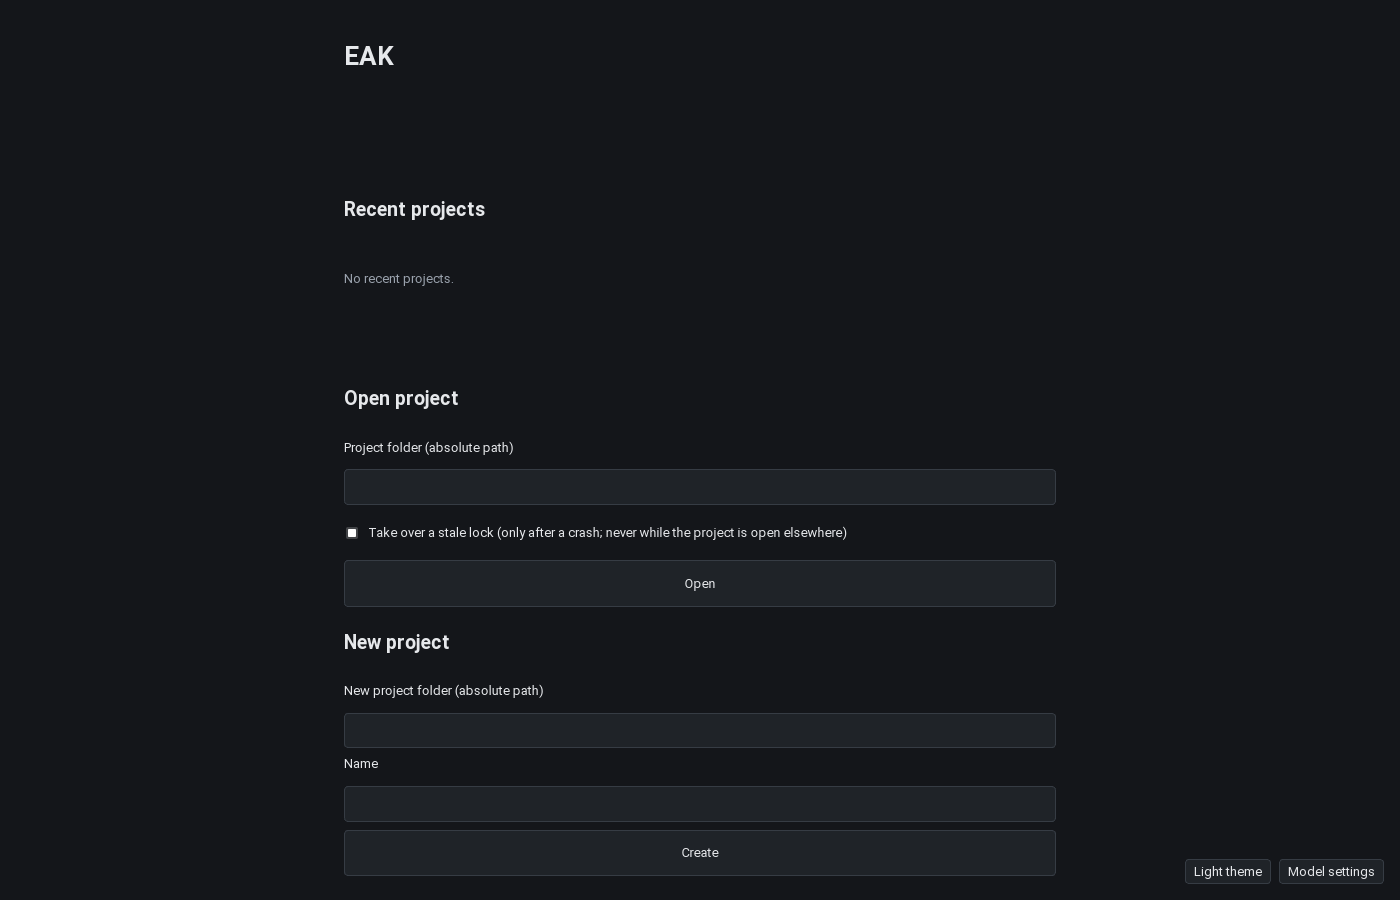 EAK
Recent projects
No recent projects.
Open project
Project folder (absolute path)
Take over a stale lock (only after a crash; never while the project is open elsewhere)
Open
New project
New project folder (absolute path)
Name
Create
Light theme
Model settings